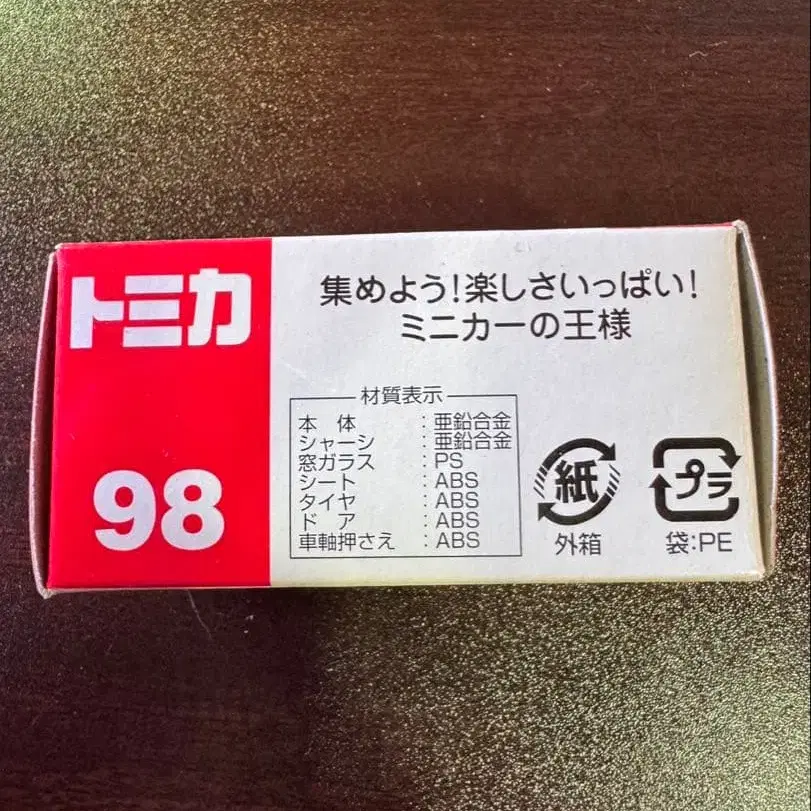 トミカ
98
集めよう!楽しさいっぱい!
ミニカーの王様
材質表示
本体:亜鉛合金
シャーシ:亜鉛合金
窓ガラス:PS
シート:ABS
タイヤ:ABS
ドア:ABS
車軸押さえ:ABS
紙
外箱
プラ
袋:PE